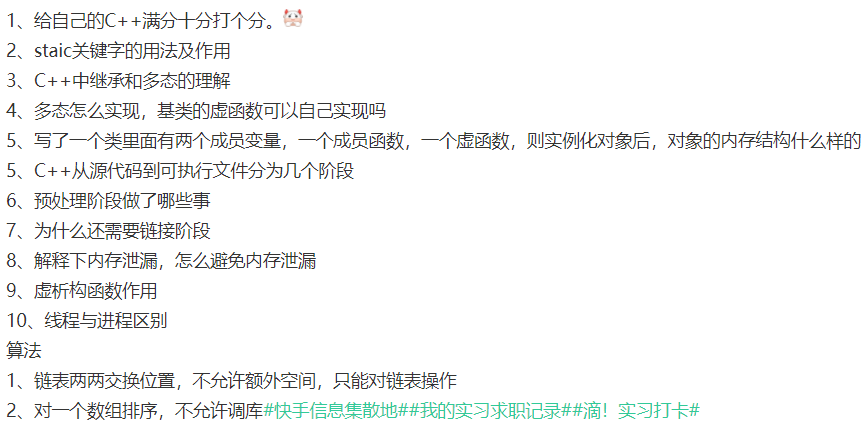 1、给自己的C++满分十分打个分。
2、staic关键字的用法及作用
3、C++中继承和多态的理解
4、多态怎么实现，基类的虚函数可以自己实现吗
5、写了一个类里面有两个成员变量，一个成员函数，一个虚函数，则实例化对象后，对象的内存结构什么样的
5、C++从源代码到可执行文件分为几个阶段
6、预处理阶段做了哪些事
7、为什么还需要链接阶段
8、解释下内存泄漏，怎么避免内存泄漏
9、虚析构函数作用
10、线程与进程区别
算法
1、链表两两交换位置，不允许额外空间，只能对链表操作
2、对一个数组排序，不允许调库#快手信息集散地##我的实习求职记录##滴！实习打卡#